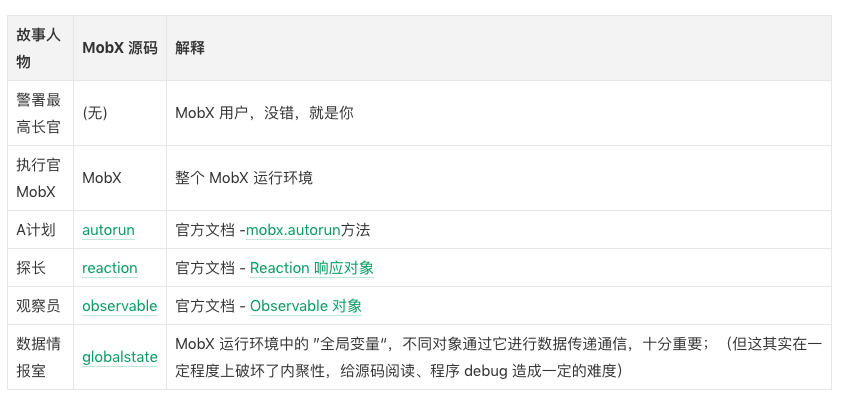 故事人物 MobX 源码 解释
警署最高长官 (无) MobX 用户，没错，就是你
执行官 MobX MobX 整个 MobX 运行环境
A计划 autorun 官方文档 -mobx.autorun方法
探长 reaction 官方文档 - Reaction 响应对象
观察员 observable 官方文档 - Observable 对象
数据情报室 globalstate MobX 运行环境中的 ”全局变量“，不同对象通过它进行数据传递通信，十分重要；（但这其实在一
定程度上破坏了内聚性，给源码阅读、程序 debug 造成一定的难度）